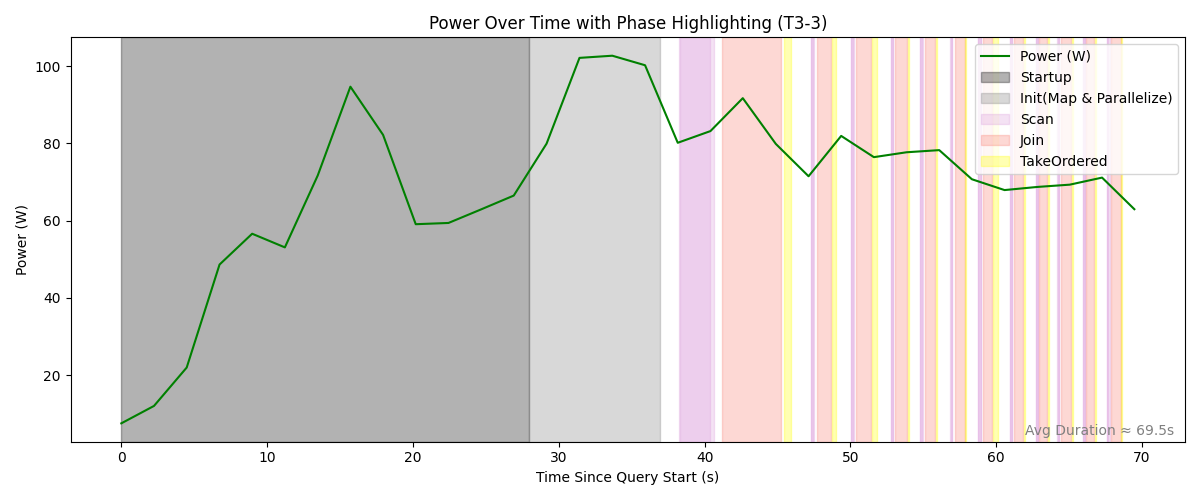 Power Over Time with Phase Highlighting (T3-3)
Power (W)
100
80
60
40
20
Power (W)
Startup
Init(Map & Parallelize)
Scan
Join
TakeOrdered
Avg Duration ≈ 69.5s
0 10 20 30 40 50 60 70
Time Since Query Start (s)